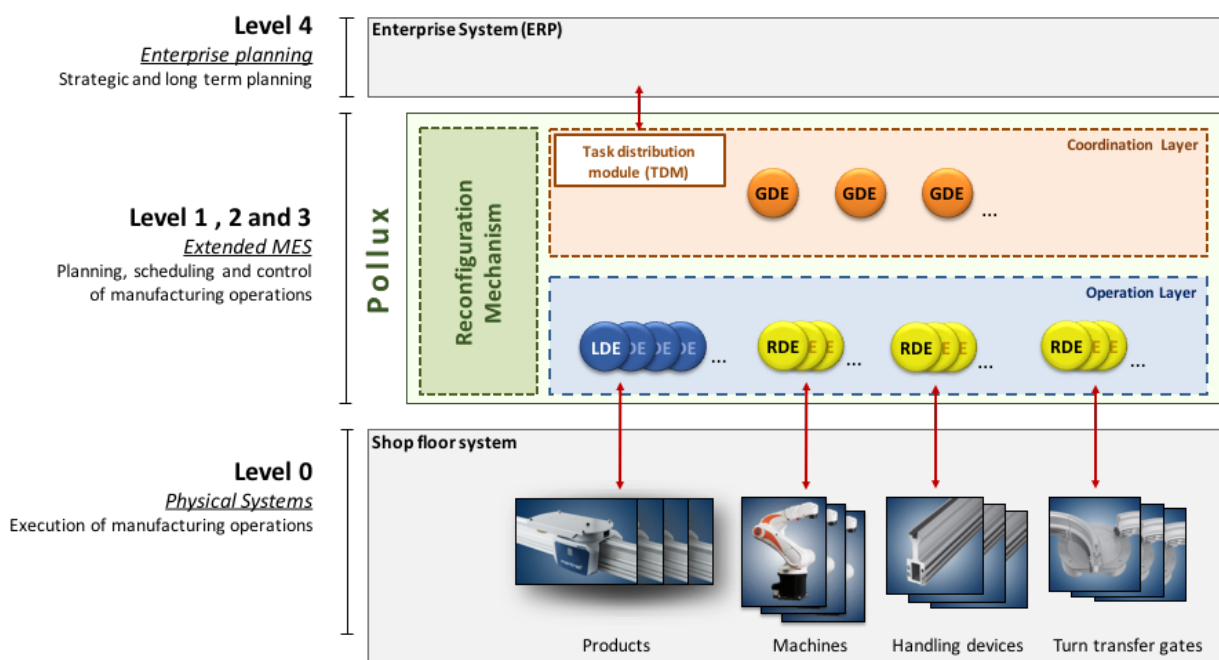 Level 4
Enterprise planning
Strategic and long term planning
Enterprise System (ERP)
Level 1 , 2 and 3
Extended MES
Planning, scheduling and control
of manufacturing operations
Pollux
Reconfiguration
Mechanism
Task distribution
module (TDM)
Coordination Layer
GDE
GDE
GDE
...
Operation Layer
LDE
DE
DE
DE
...
RDE
E
E
...
RDE
E
E
...
RDE
E
E
...
Level 0
Physical Systems
Execution of manufacturing operations
Shop floor system
Products
Machines
Handling devices
Turn transfer gates